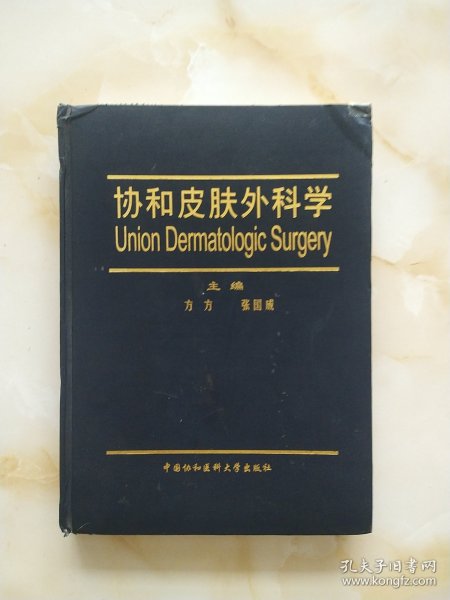 协和皮肤外科学
Union Dermatologic Surgery
主 编
方 方 张国威
中国协和医科大学出版社
孔夫子旧书网
www.kongfz.com